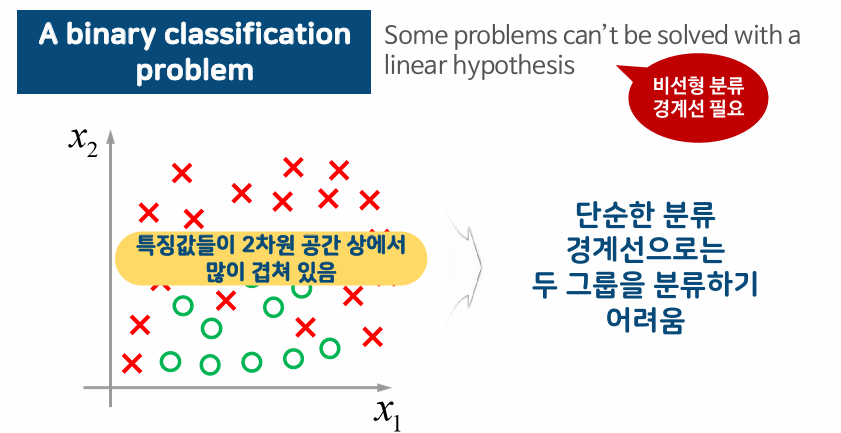 A binary classification
problem
Some problems can’t be solved with a
linear hypothesis
비선형 분류
경계선 필요
x2
특징값들이 2차원 공간 상에서
많이 겹쳐 있음
단순한 분류
경계선으로는
두 그룹을 분류하기
어려움
x1